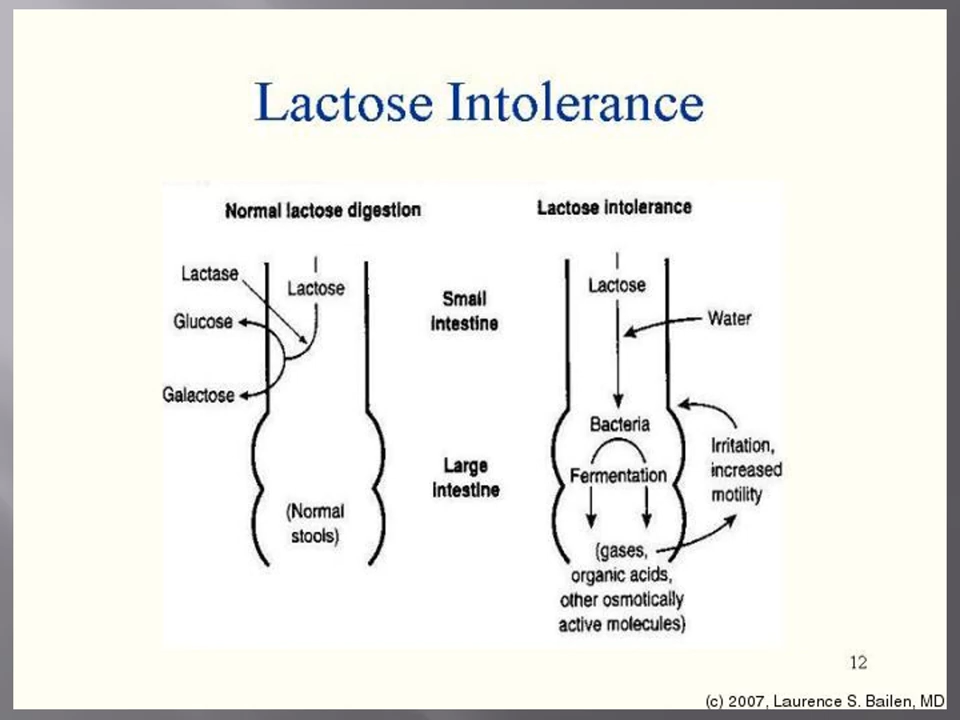 Lactose Intolerance
Normal lactose digestion
Lactase
Lactose
Glucose
Galactose
(Normal
stools)
Small
intestine
Large
intestine
Lactose intolerance
Lactose
Water
Bacteria
Fermentation
(gases,
organic acids,
other osmotically
active molecules)
Irritation,
increased
motility
12
(c) 2007, Laurence S. Bailen, MD